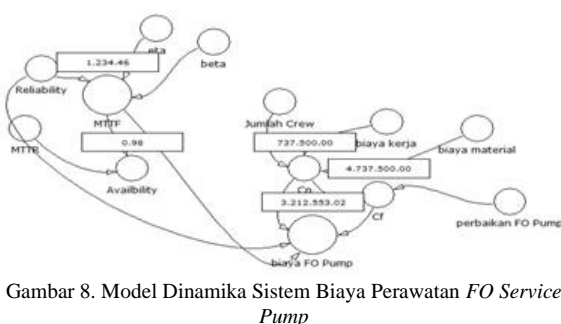 eta
1.234.46
beta
Reliability
MTTF
Jumlah Crew
MTTR
0.98
737.500.00
biaya kerja
biaya material
4.737.500.00
Availbility
Cp
3.212.553.02
Cf
perbaikan FO Pump
biaya FO Pump
Gambar 8. Model Dinamika Sistem Biaya Perawatan FO Service
Pump